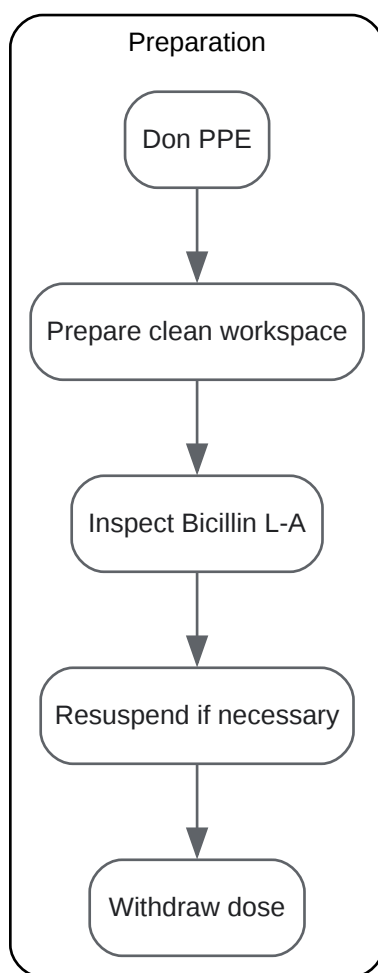 Preparation
Don PPE
Prepare clean workspace
Inspect Bicillin L-A
Resuspend if necessary
Withdraw dose